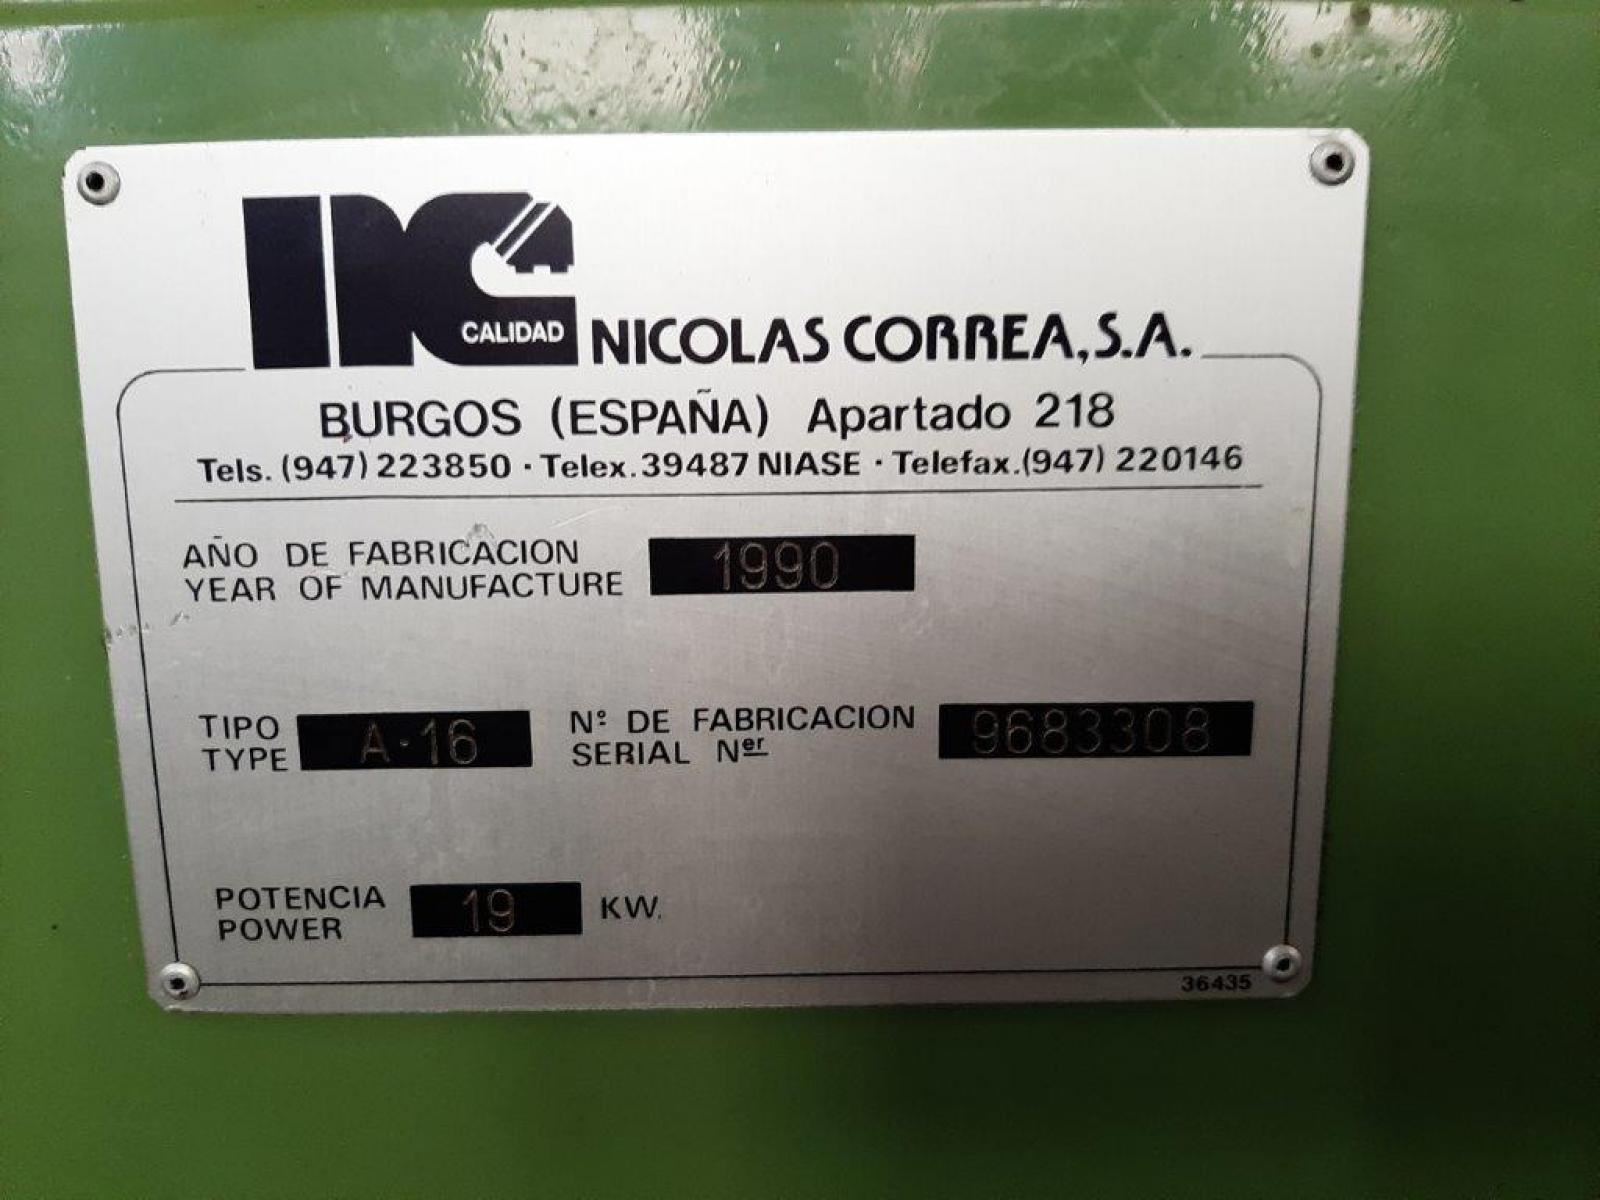 NC
CALIDAD
NICOLAS CORREA, S.A.
BURGOS (ESPAÑA) Apartado 218
Tels. (947) 223850 · Telex. 39487 NIASE · Telefax. (947) 220146
AÑO DE FABRICACION
YEAR OF MANUFACTURE
1990
TIPO
TYPE
A-16
Nº DE FABRICACION
SERIAL Ner
9683308
POTENCIA
POWER
19
KW.
36435